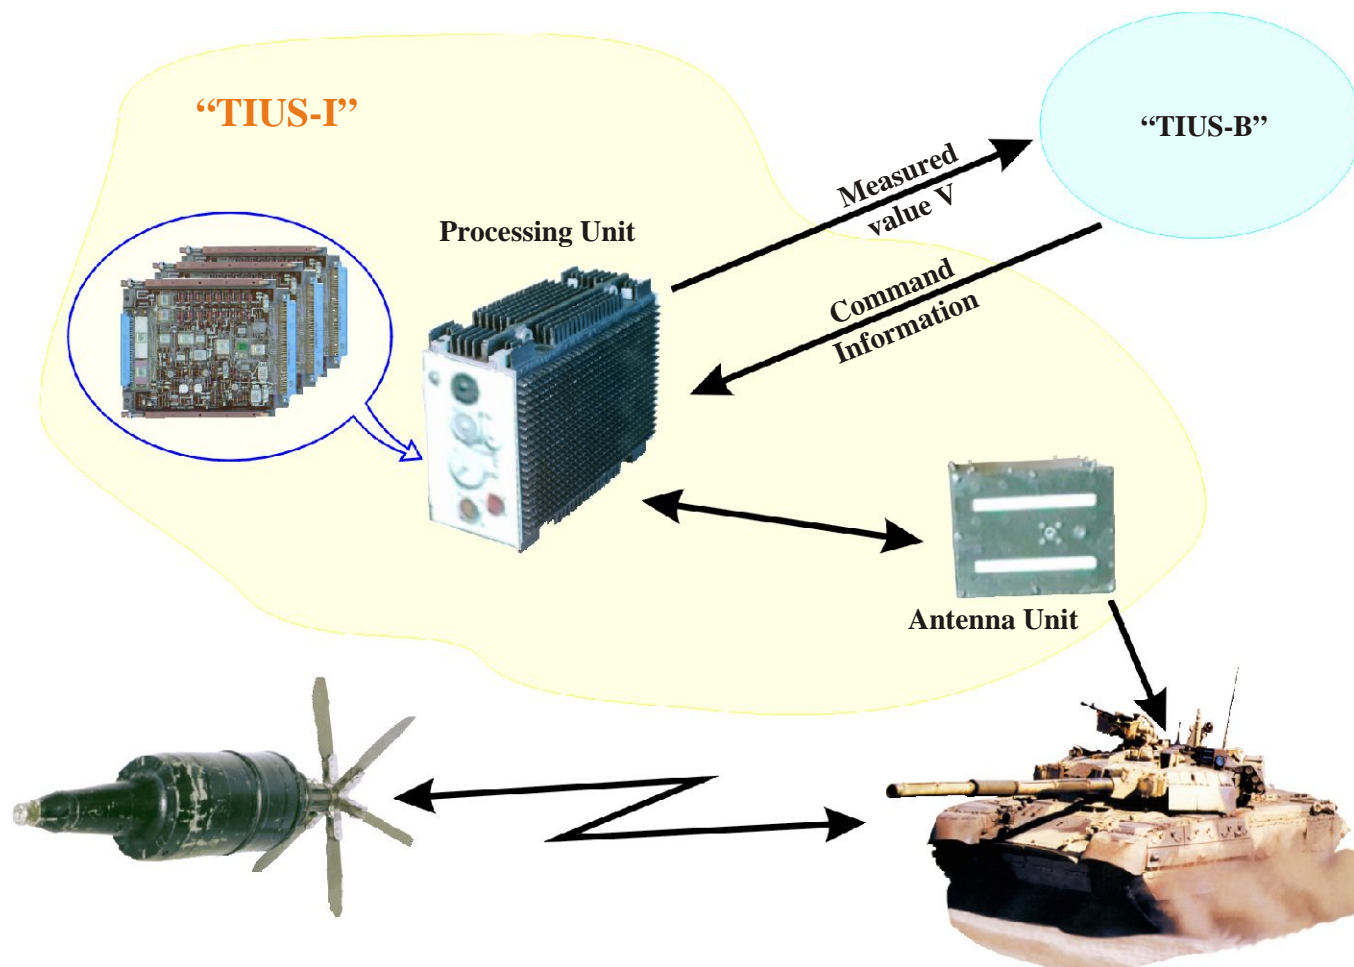 “TIUS-I”
“TIUS-B”
Measured
value V
Processing Unit
Command
Information
Antenna Unit